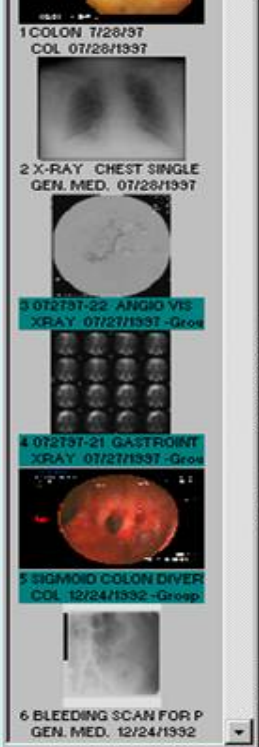 1 COLON 7/28/97
COL 07/28/1997
2 X-RAY CHEST SINGLE
GEN. MED. 07/28/1997
3 072797-22 ANGIO VIS
XRAY 07/27/1997 -Grou
4 072797-21 GASTROINT
XRAY 07/27/1997 -Grou
5 SIGMOID COLON DIVER
COL 12/24/1992 -Group
6 BLEEDING SCAN FOR P
GEN. MED. 12/24/1992